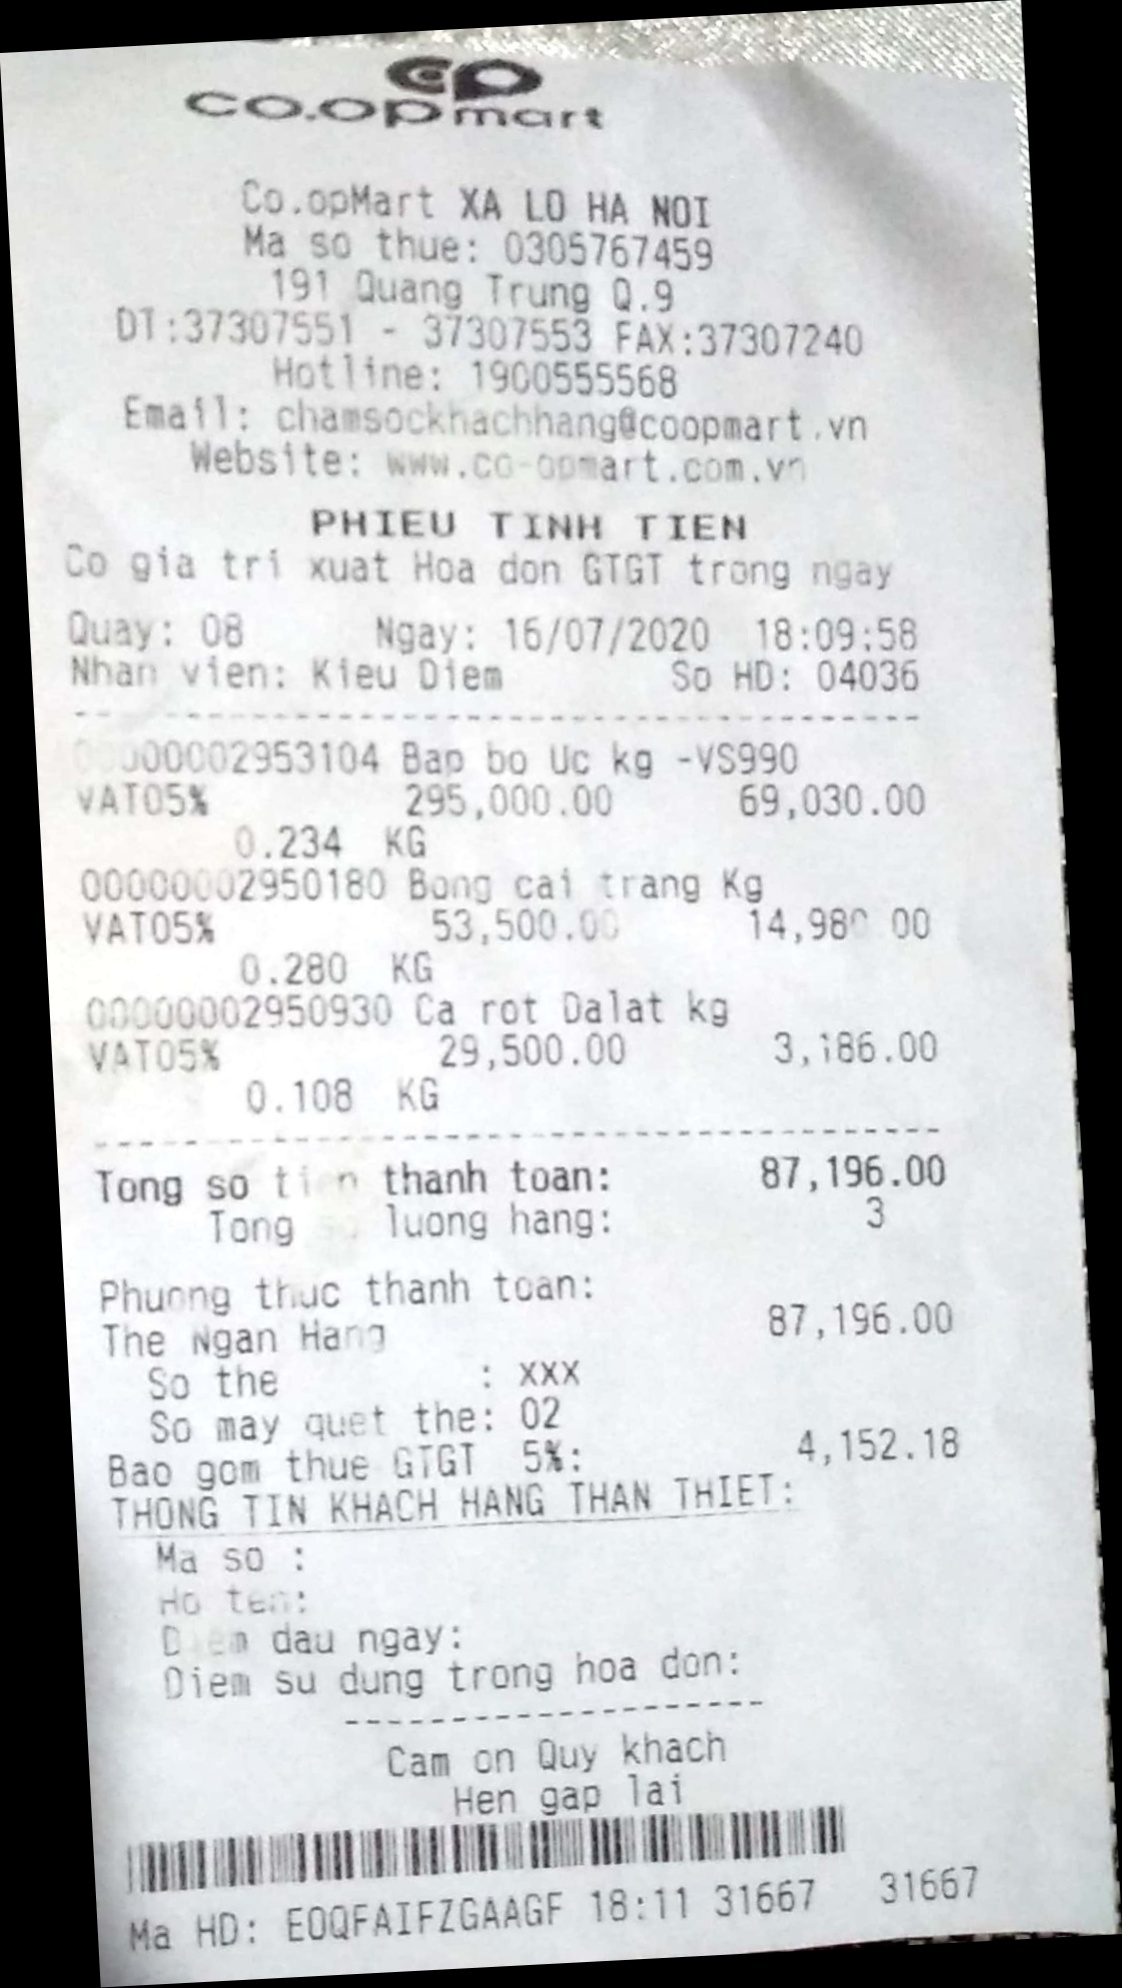 co.opmart
Co.opMart XA LO HA NOI
Ma so thue: 0305767459
191 Quang Trung Q.9
DT:37307551 - 37307553 FAX:37307240
Hotline: 1900555568
Email: chamsockhachhang@coopmart.vn
Website: www.co-opmart.com.vn
PHIEU TINH TIEN
Co gia tri xuat Hoa don GTGT trong ngay
Quay: 08 Ngay: 16/07/2020 18:09:58
Nhan vien: Kieu Diem So HD: 04036
00000002953104 Bap bo Uc kg -VS990
VAT05% 295,000.00 69,030.00
0.234 KG
00000002950180 Bong cai trang Kg
VAT05% 53,500.00 14,980.00
0.280 KG
00000002950930 Ca rot Dalat kg
VAT05% 29,500.00 3,186.00
0.108 KG
Tong so tien thanh toan: 87,196.00
Tong luong hang: 3
Phuong thuc thanh toan:
The Ngan Hang 87,196.00
So the : XXX
So may quet the: 02
Bao gom thue GTGT 5%: 4,152.18
THONG TIN KHACH HANG THAN THIET:
Ma so :
Ho ten:
Diem dau ngay:
Diem su dung trong hoa don:
Cam on Quy khach
Hen gap lai
Ma HD: EOQFAIFZGAAGF 18:11 31667 31667